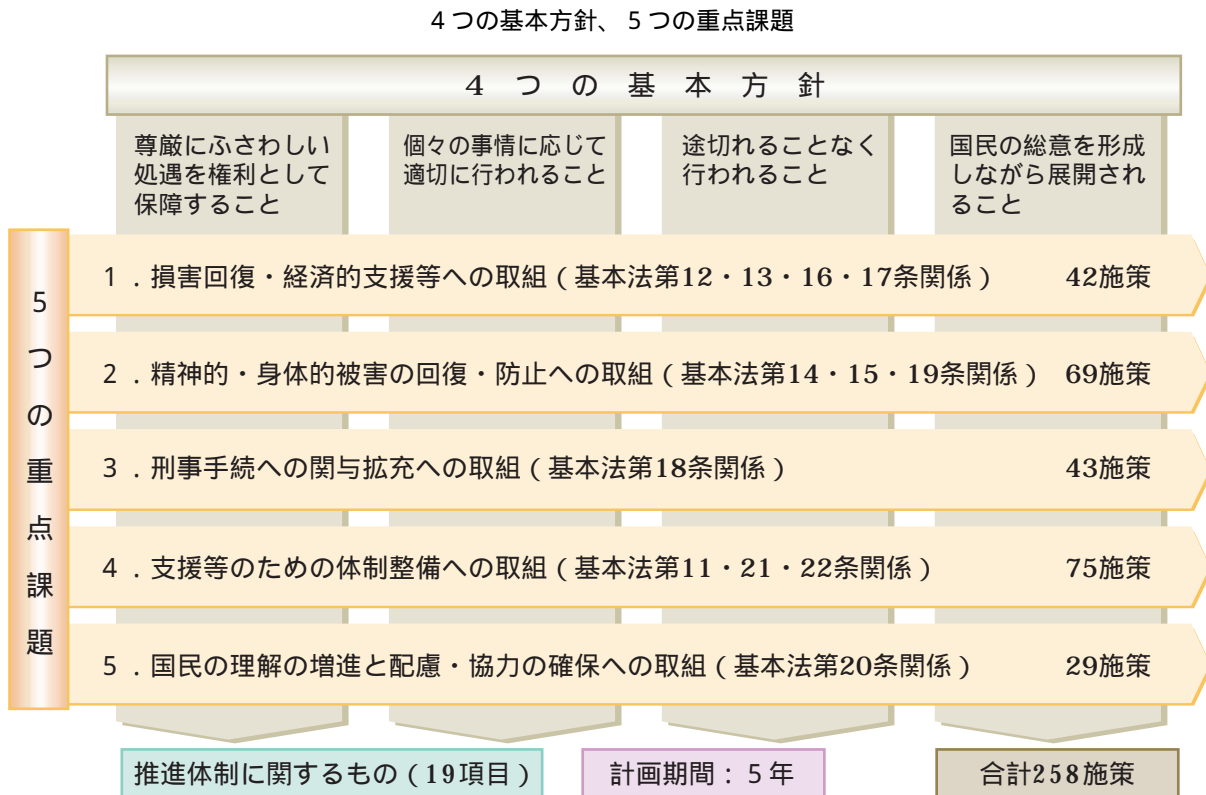 4つの基本方針、5つの重点課題
4つの基本方針
尊厳にふさわしい
処遇を権利として
保障すること
個々の事情に応じて
適切に行われること
途切れることなく
行われること
国民の総意を形成
しながら展開され
ること
5つの重点課題
1．損害回復・経済的支援等への取組（基本法第12・13・16・17条関係） 42施策
2．精神的・身体的被害の回復・防止への取組（基本法第14・15・19条関係） 69施策
3．刑事手続への関与拡充への取組（基本法第18条関係） 43施策
4．支援等のための体制整備への取組（基本法第11・21・22条関係） 75施策
5．国民の理解の増進と配慮・協力の確保への取組（基本法第20条関係） 29施策
推進体制に関するもの（19項目）
計画期間：5年
合計258施策